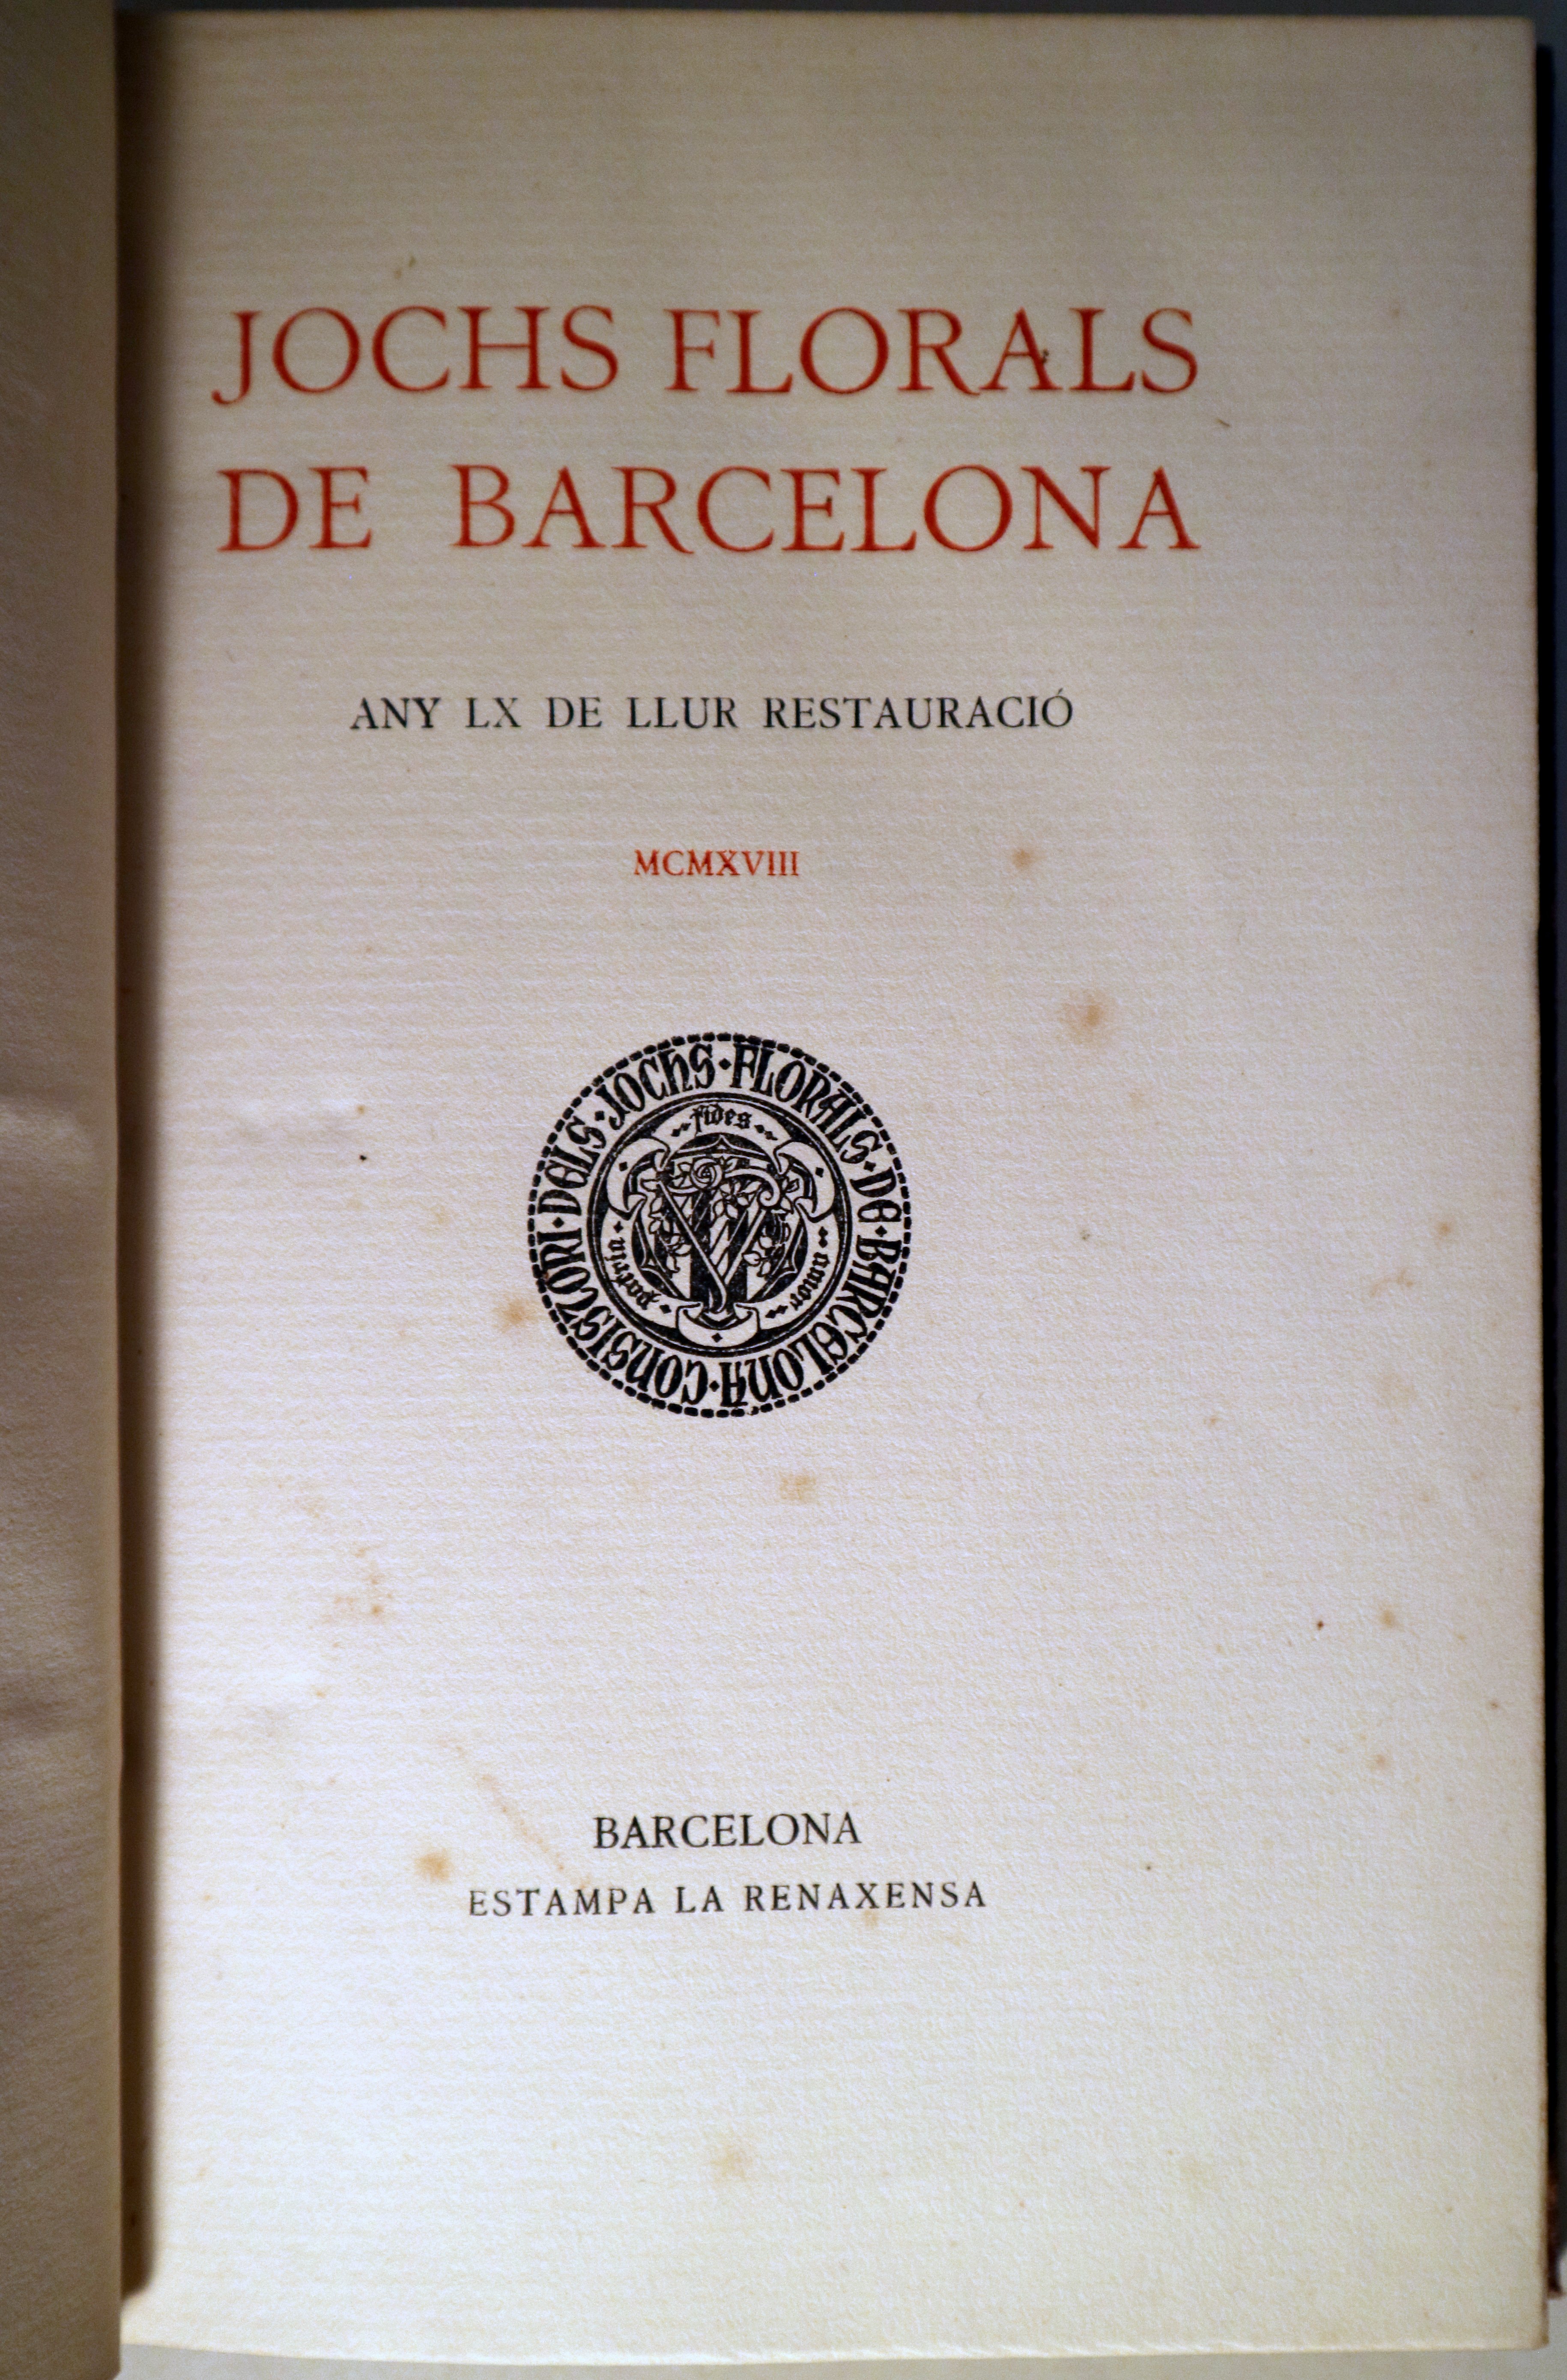 JOCHS FLORALS
DE BARCELONA
ANY LX DE LLUR RESTAURACIÓ
MCMXVIII
CONSISTORI · DELS · JOCHS · FLORALS · DE · BARCELONA ·
fides
amor
patria
BARCELONA
ESTAMPA LA RENAXENSA